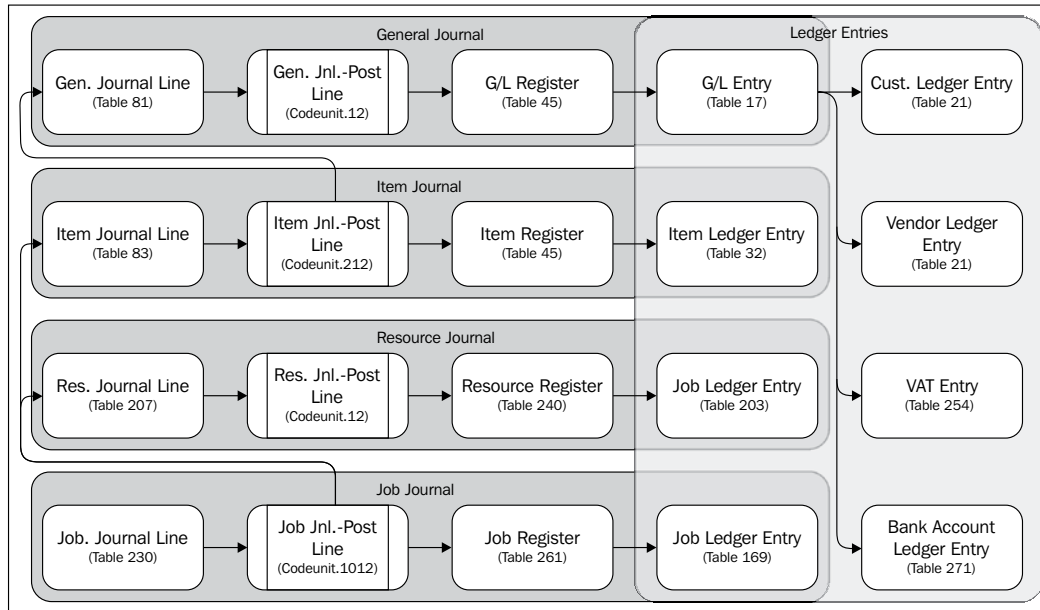 General Journal
Ledger Entries
Gen. Journal Line
(Table 81)
Gen. Jnl.-Post
Line
(Codeunit.12)
G/L Register
(Table 45)
G/L Entry
(Table 17)
Cust. Ledger Entry
(Table 21)
Item Journal
Item Journal Line
(Table 83)
Item Jnl.-Post
Line
(Codeunit.212)
Item Register
(Table 45)
Item Ledger Entry
(Table 32)
Vendor Ledger
Entry
(Table 21)
Resource Journal
Res. Journal Line
(Table 207)
Res. Jnl.-Post
Line
(Codeunit.12)
Resource Register
(Table 240)
Job Ledger Entry
(Table 203)
VAT Entry
(Table 254)
Job Journal
Job. Journal Line
(Table 230)
Job Jnl.-Post
Line
(Codeunit.1012)
Job Register
(Table 261)
Job Ledger Entry
(Table 169)
Bank Account
Ledger Entry
(Table 271)